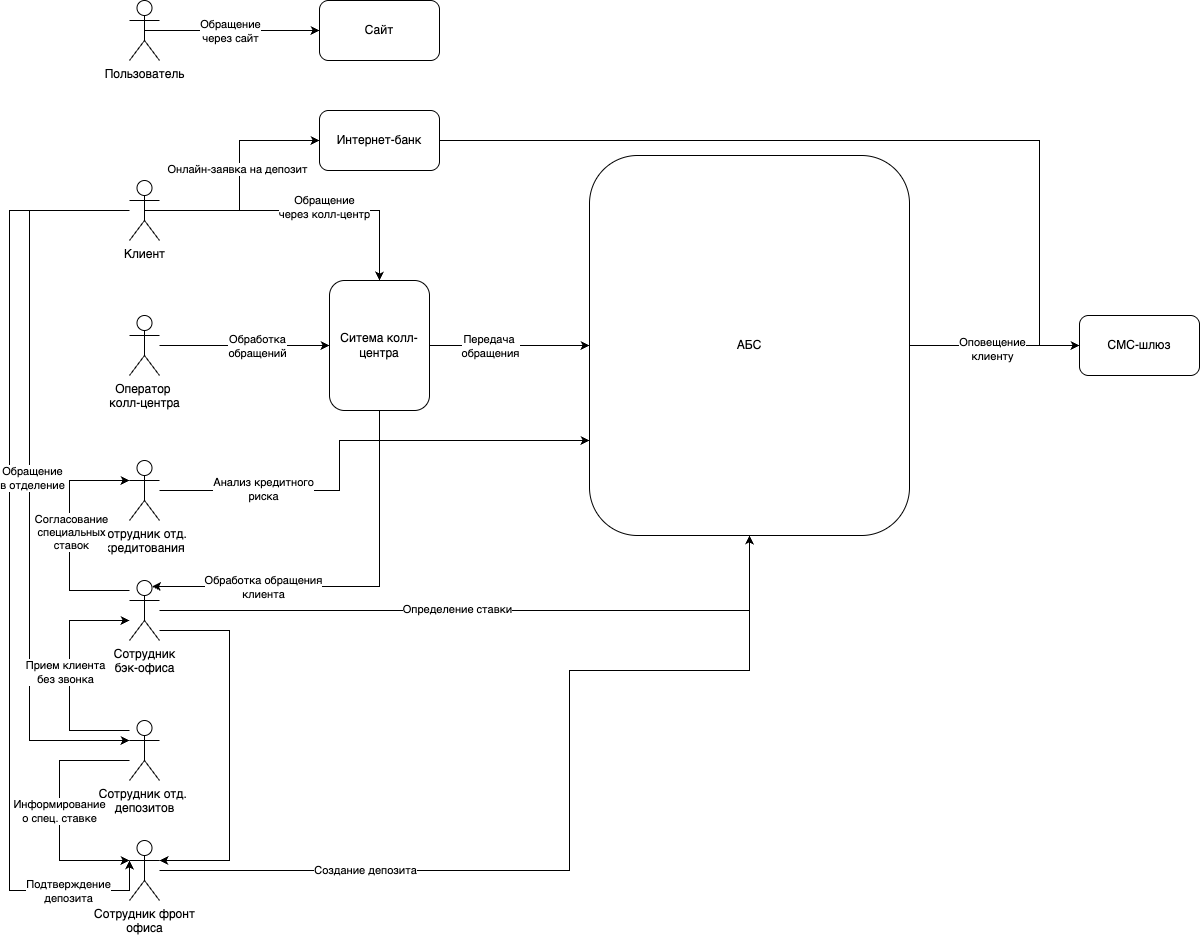 Обращение
через сайт
Сайт
Пользователь
Интернет-банк
Онлайн-заявка на депозит
Обращение
через колл-центр
Клиент
Ситема колл-
центра
Обработка
обращений
Передача
обращения
АБС
Оповещение
клиенту
СМС-шлюз
Оператор
колл-центра
Обращение
в отделение
Анализ кредитного
риска
Согласование
специальных
ставок
отрудник отд.
кредитования
Обработка обращения
клиента
Определение ставки
Сотрудник
бэк-офиса
Прием клиента
без звонка
Сотрудник отд.
депозитов
Информирование
о спец. ставке
Создание депозита
Подтверждение
депозита
Сотрудник фронт
офиса